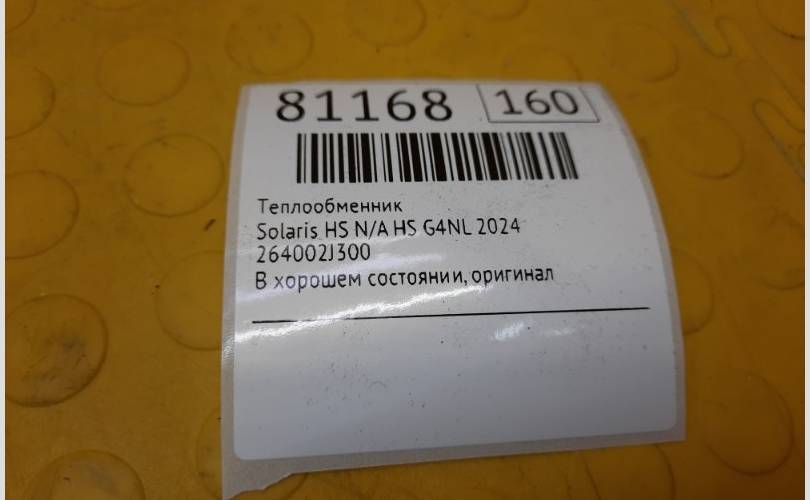 81168 160
Теплообменник
Solaris HS N/A HS G4NL 2024
264002J300
В хорошем состоянии, оригинал